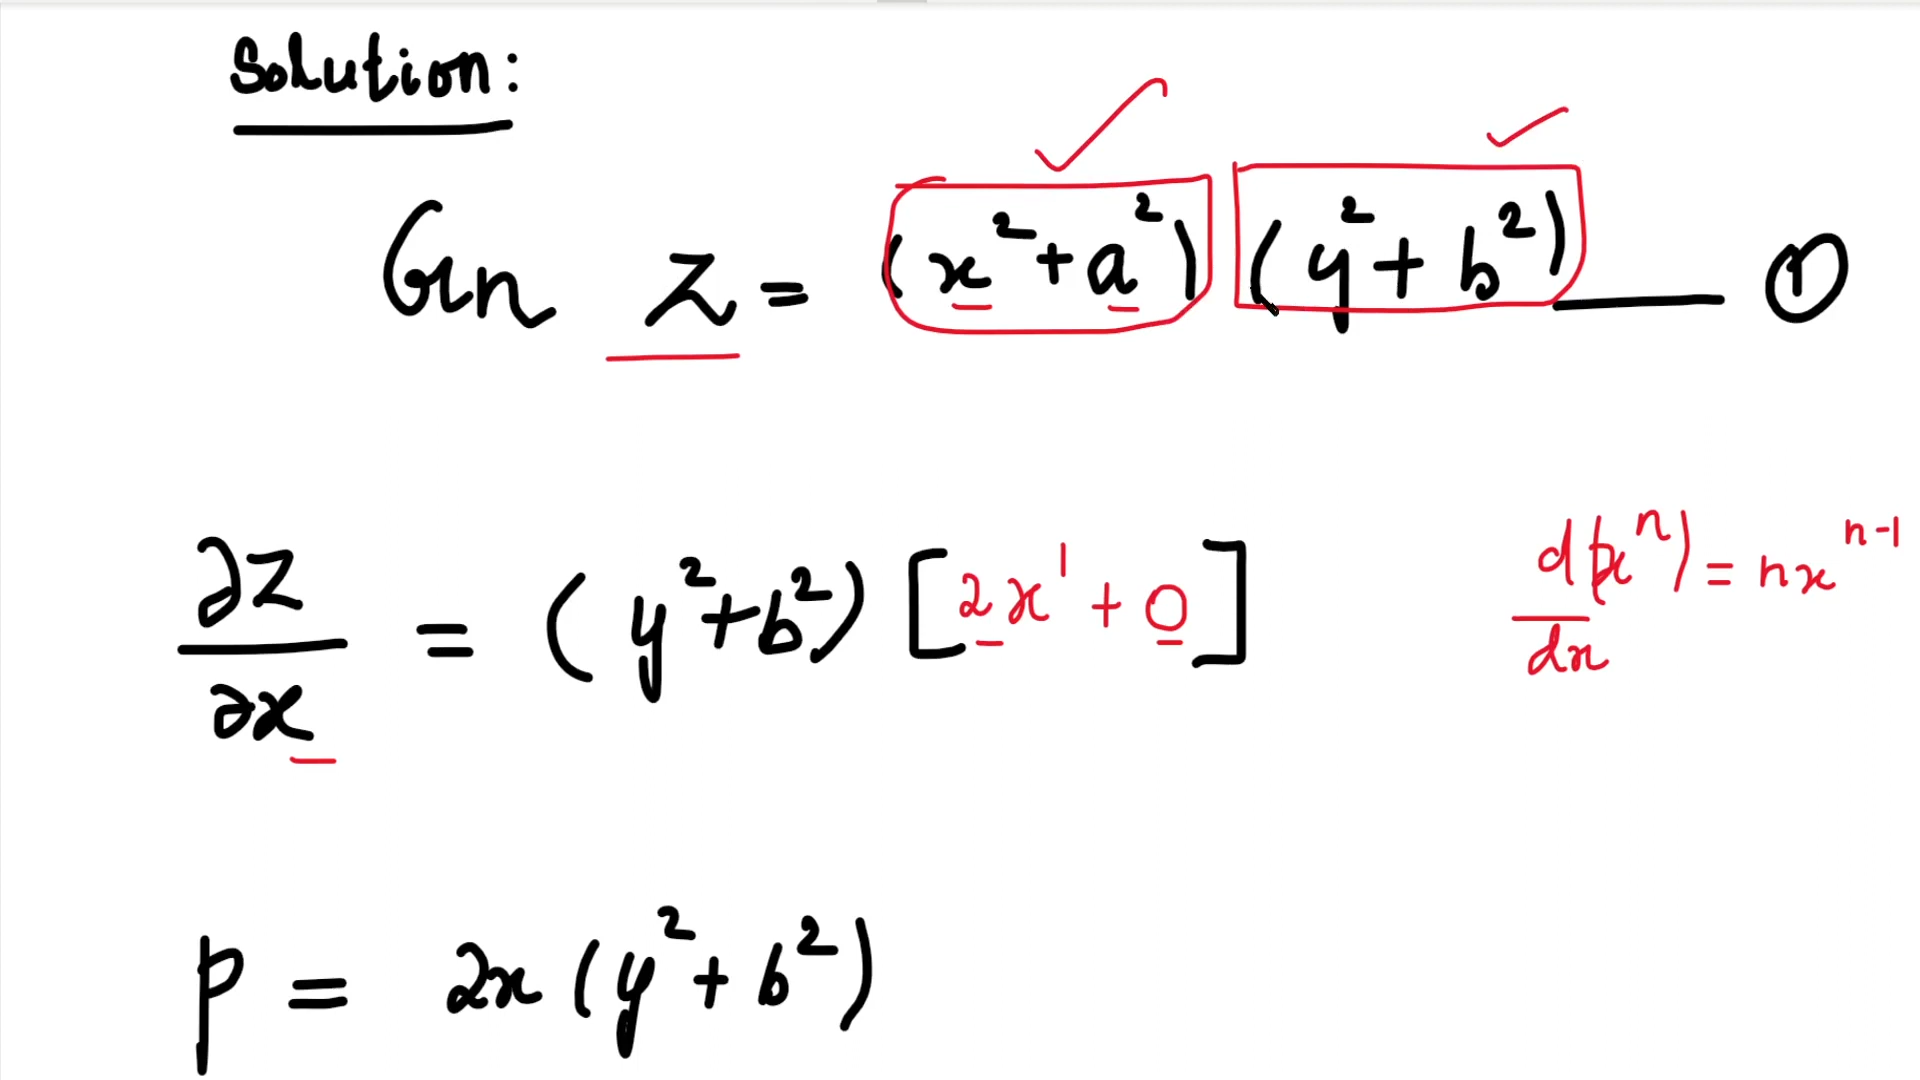 Solution:
Gn z = (x² + a²) (y² + b²) ——— ①
∂z/∂x = (y² + b²) [2x¹ + 0]
d(xⁿ)/dx = nxⁿ⁻¹
p = 2x (y² + b²)